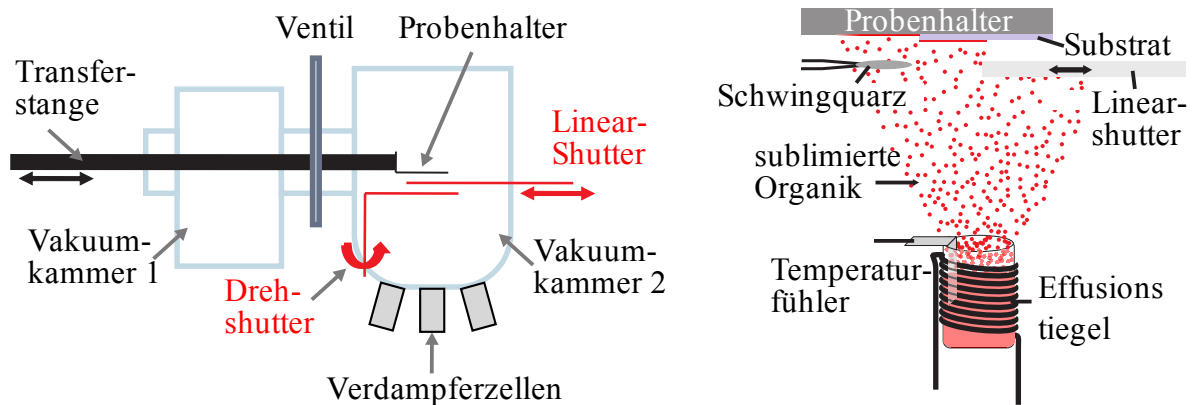 Ventil
Probenhalter
Transfer-
stange
Linear-
Shutter
Vakuum-
kammer 1
Dreh-
shutter
Vakuum-
kammer 2
Verdampferzellen
Probenhalter
Substrat
Schwingquarz
Linear-
shutter
sublimierte
Organik
Temperatur-
fühler
Effusions
tiegel